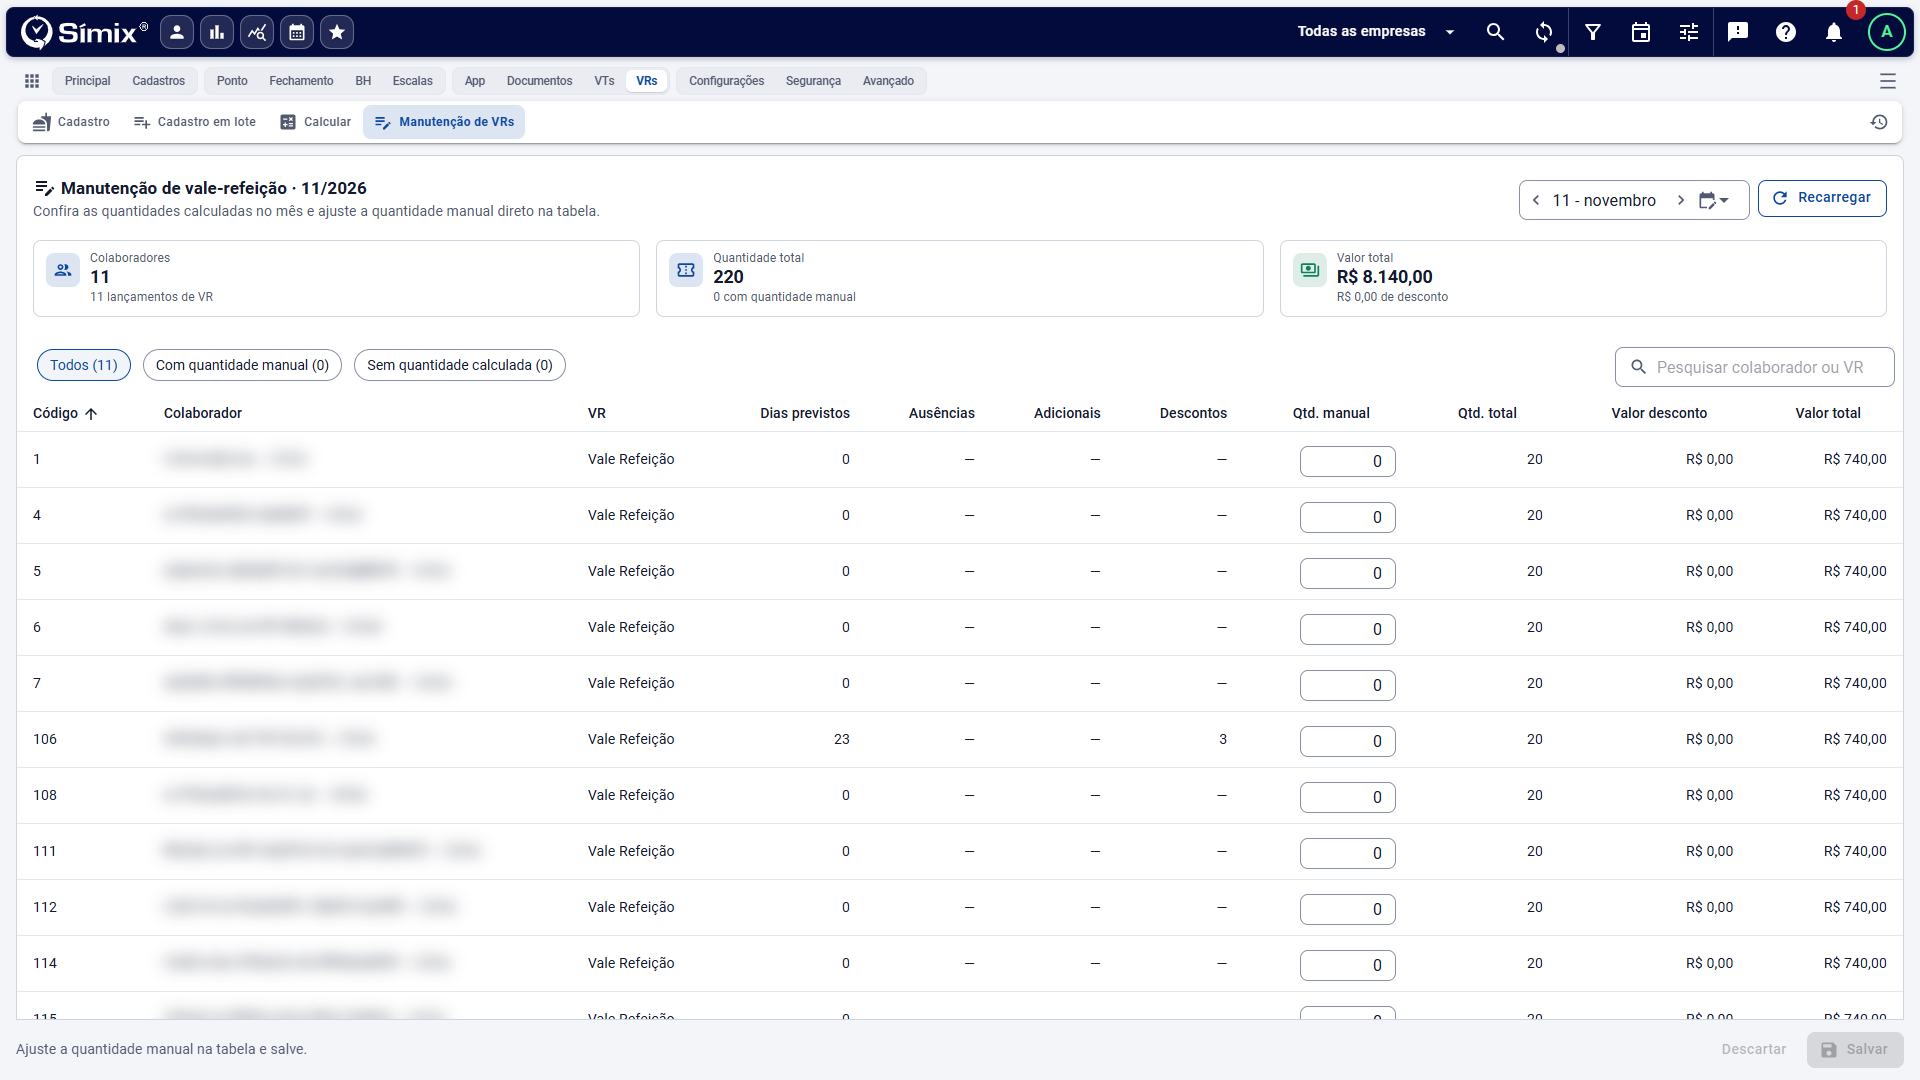 Símix®
Todas as empresas
1
A
Principal
Cadastros
Ponto
Fechamento
BH
Escalas
App
Documentos
VTs
VRs
Configurações
Segurança
Avançado
Cadastro
Cadastro em lote
Calcular
Manutenção de VRs
Manutenção de vale-refeição · 11/2026
Confira as quantidades calculadas no mês e ajuste a quantidade manual direto na tabela.
11 - novembro
Recarregar
Colaboradores
11
11 lançamentos de VR
Quantidade total
220
0 com quantidade manual
Valor total
R$ 8.140,00
R$ 0,00 de desconto
Todos (11)
Com quantidade manual (0)
Sem quantidade calculada (0)
Pesquisar colaborador ou VR
Código Colaborador VR Dias previstos Ausências Adicionais Descontos Qtd. manual Qtd. total Valor desconto Valor total
1 Vale Refeição 0 — — — 0 20 R$ 0,00 R$ 740,00
4 Vale Refeição 0 — — — 0 20 R$ 0,00 R$ 740,00
5 Vale Refeição 0 — — — 0 20 R$ 0,00 R$ 740,00
6 Vale Refeição 0 — — — 0 20 R$ 0,00 R$ 740,00
7 Vale Refeição 0 — — — 0 20 R$ 0,00 R$ 740,00
106 Vale Refeição 23 — — 3 0 20 R$ 0,00 R$ 740,00
108 Vale Refeição 0 — — — 0 20 R$ 0,00 R$ 740,00
111 Vale Refeição 0 — — — 0 20 R$ 0,00 R$ 740,00
112 Vale Refeição 0 — — — 0 20 R$ 0,00 R$ 740,00
114 Vale Refeição 0 — — — 0 20 R$ 0,00 R$ 740,00
115 Vale Refeição 0 0 20 R$ 0,00 R$ 740,00
Ajuste a quantidade manual na tabela e salve.
Descartar
Salvar